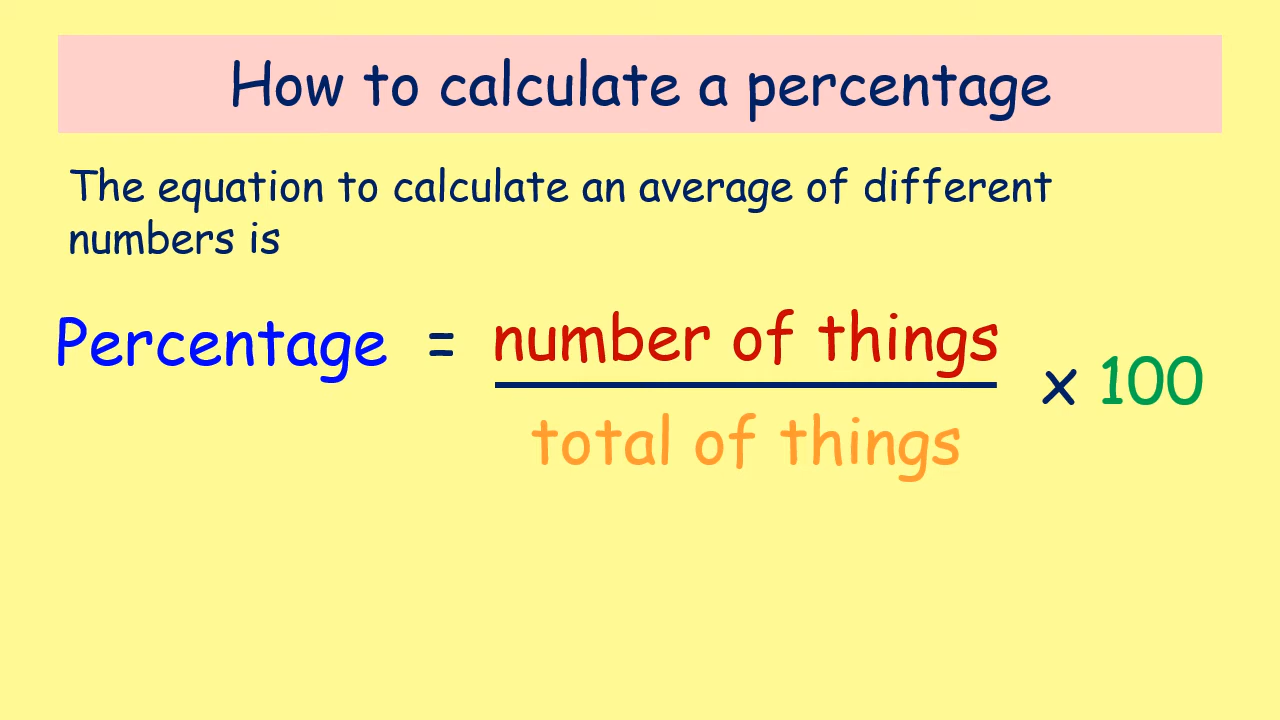 How to calculate a percentage
The equation to calculate an average of different
numbers is
Percentage = number of things
total of things
x 100